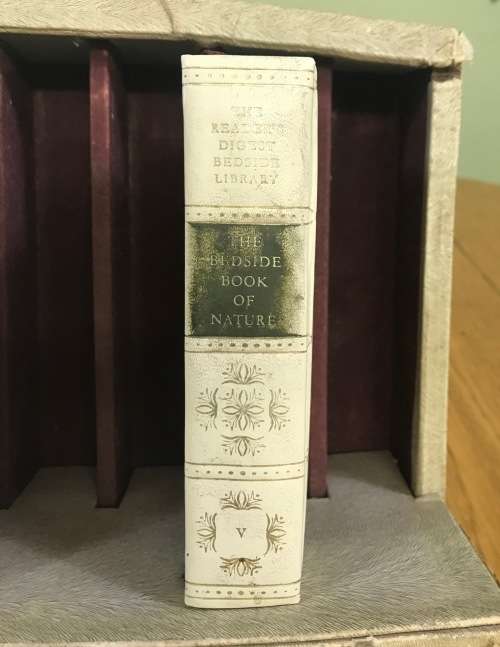 THE
READER'S
DIGEST
BEDSIDE
LIBRARY
THE
BEDSIDE
BOOK
OF
NATURE
V